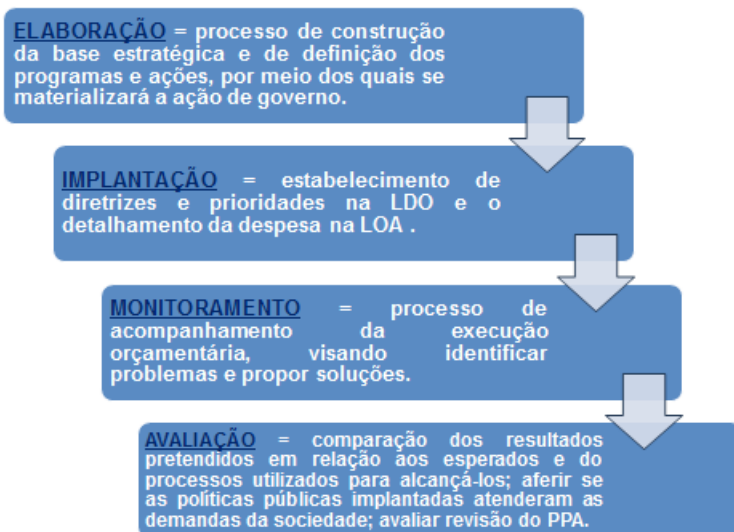 ELABORAÇÃO = processo de construção
da base estratégica e de definição dos
programas e ações, por meio dos quais se
materializará a ação de governo.
IMPLANTAÇÃO = estabelecimento de
diretrizes e prioridades na LDO e o
detalhamento da despesa na LOA .
MONITORAMENTO = processo de
acompanhamento da execução
orçamentária, visando identificar
problemas e propor soluções.
AVALIAÇÃO = comparação dos resultados
pretendidos em relação aos esperados e do
processos utilizados para alcançá-los; aferir se
as políticas públicas implantadas atenderam as
demandas da sociedade; avaliar revisão do PPA.